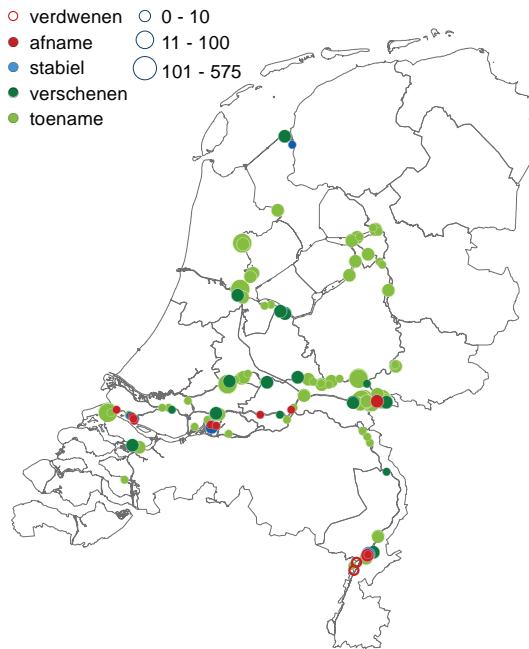 verdwenen
afname
stabiel
verschenen
toename
0 - 10
11 - 100
101 - 575